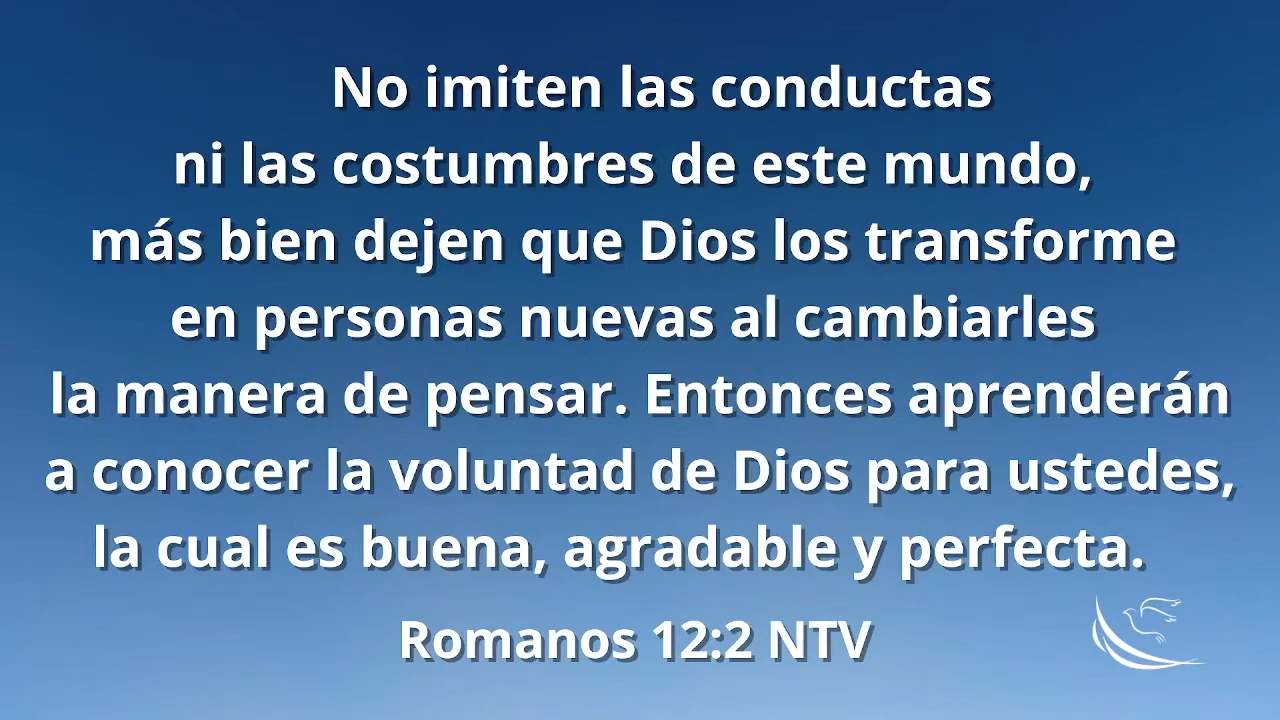 No imiten las conductas
ni las costumbres de este mundo,
más bien dejen que Dios los transforme
en personas nuevas al cambiarles
la manera de pensar. Entonces aprenderán
a conocer la voluntad de Dios para ustedes,
la cual es buena, agradable y perfecta.
Romanos 12:2 NTV